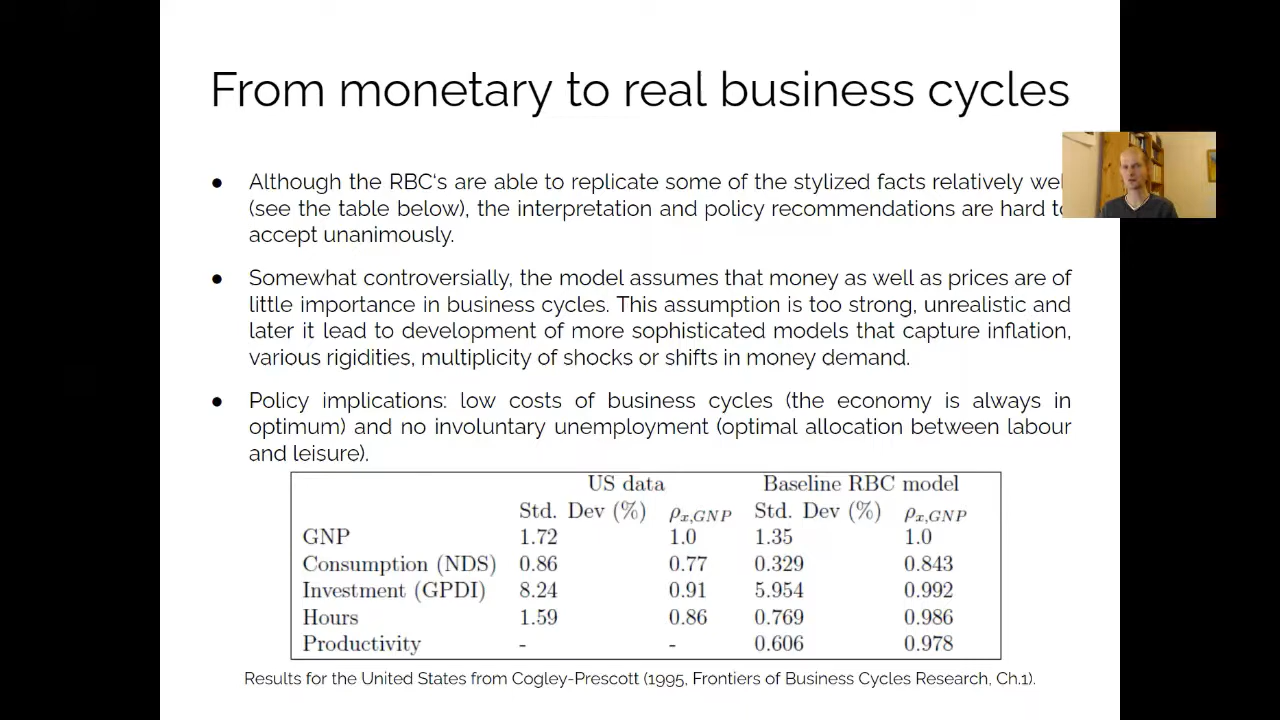 From monetary to real business cycles
● Although the RBC's are able to replicate some of the stylized facts relatively
(see the table below), the interpretation and policy recommendations are hard
accept unanimously.
● Somewhat controversially, the model assumes that money as well as prices are of
little importance in business cycles. This assumption is too strong, unrealistic and
later it lead to development of more sophisticated models that capture inflation,
various rigidities, multiplicity of shocks or shifts in money demand.
● Policy implications: low costs of business cycles (the economy is always in
optimum) and no involuntary unemployment (optimal allocation between labour
and leisure).
US data Baseline RBC model
Std. Dev (%) ρx,GNP Std. Dev (%) ρx,GNP
GNP 1.72 1.0 1.35 1.0
Consumption (NDS) 0.86 0.77 0.329 0.843
Investment (GPDI) 8.24 0.91 5.954 0.992
Hours 1.59 0.86 0.769 0.986
Productivity - - 0.606 0.978
Results for the United States from Cogley-Prescott (1995, Frontiers of Business Cycles Research, Ch.1).